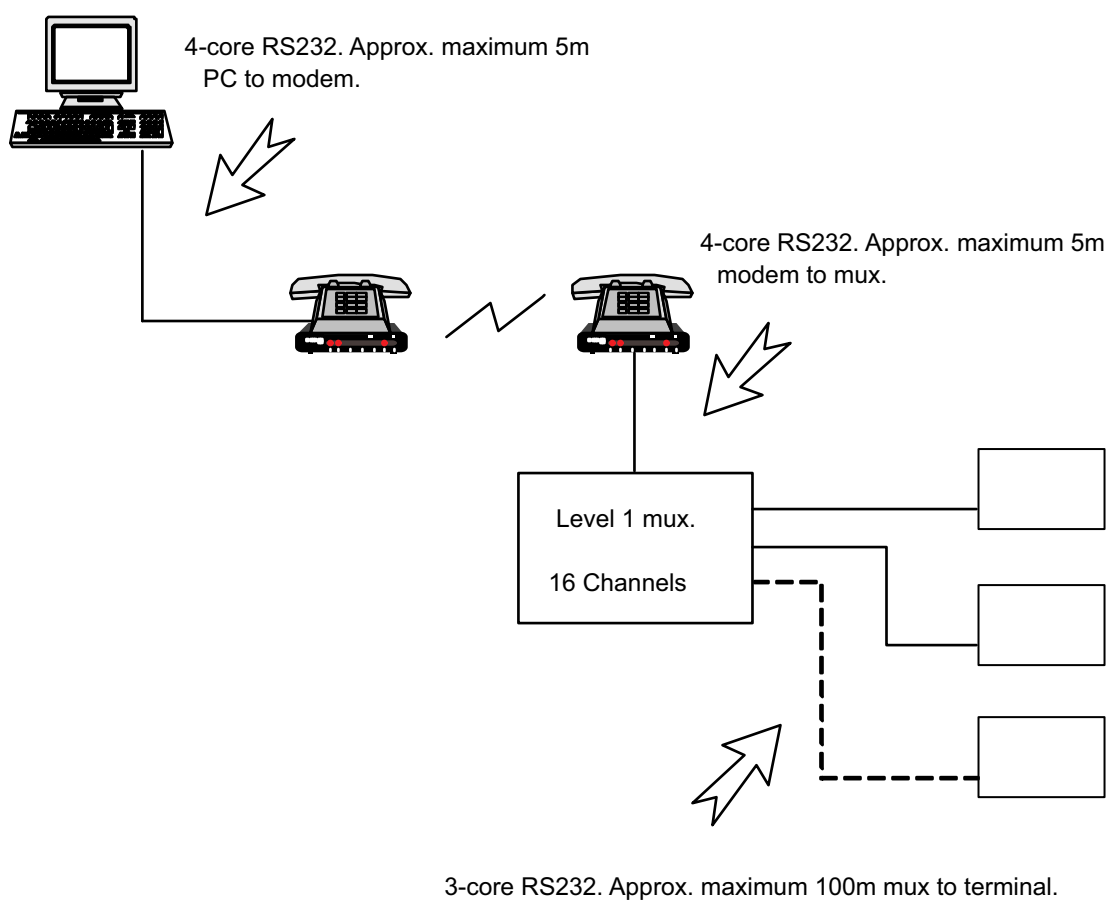 4-core RS232. Approx. maximum 5m
PC to modem.
4-core RS232. Approx. maximum 5m
modem to mux.
Level 1 mux.
16 Channels
3-core RS232. Approx. maximum 100m mux to terminal.